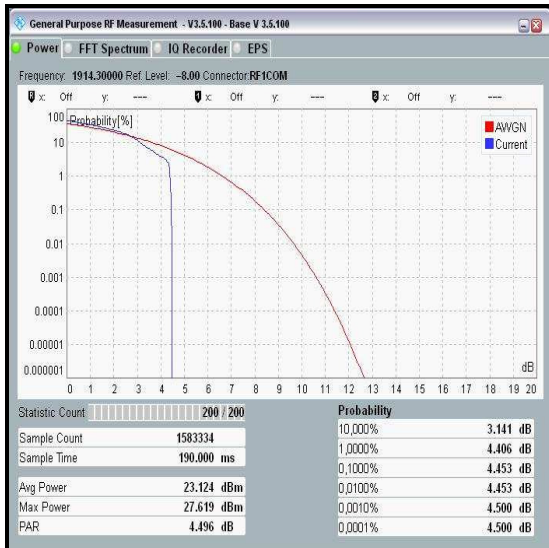 General Purpose RF Measurement - V3.5.100 - Base V 3.5.100
Power FFT Spectrum IQ Recorder EPS
Frequency: 1914.30000 Ref. Level: -8.00 Connector:RF1COM
x: Off y: --- 1 x: Off y: --- 2 x: Off y: ---
Probability[%]
AWGN
Current
100
10
1
0.1
0.01
0.001
0.0001
0.00001
0.000001
dB
0 1 2 3 4 5 6 7 8 9 10 11 12 13 14 15 16 17 18 19 20
Statistic Count 200 / 200
Sample Count 1583334
Sample Time 190.000 ms
Avg Power 23.124 dBm
Max Power 27.619 dBm
PAR 4.496 dB
Probability
10,000% 3.141 dB
1,0000% 4.406 dB
0,1000% 4.453 dB
0,0100% 4.453 dB
0,0010% 4.500 dB
0,0001% 4.500 dB